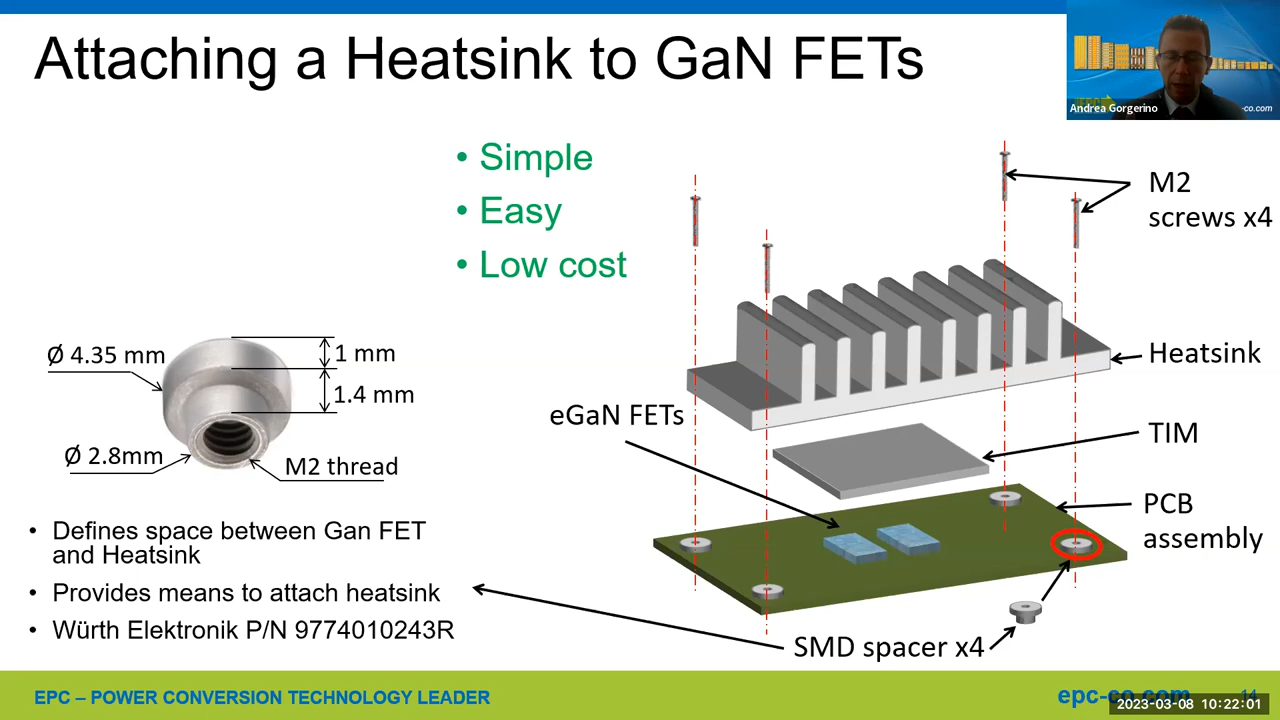 Attaching a Heatsink to GaN FETs
Andrea Gorgerino
-co.com
• Simple
• Easy
• Low cost
M2
screws x4
Heatsink
TIM
PCB
assembly
eGaN FETs
SMD spacer x4
Ø 4.35 mm
1 mm
1.4 mm
Ø 2.8mm
M2 thread
• Defines space between Gan FET
and Heatsink
• Provides means to attach heatsink
• Würth Elektronik P/N 9774010243R
EPC – POWER CONVERSION TECHNOLOGY LEADER
epc-co.com
14
2023-03-08 10:22:01